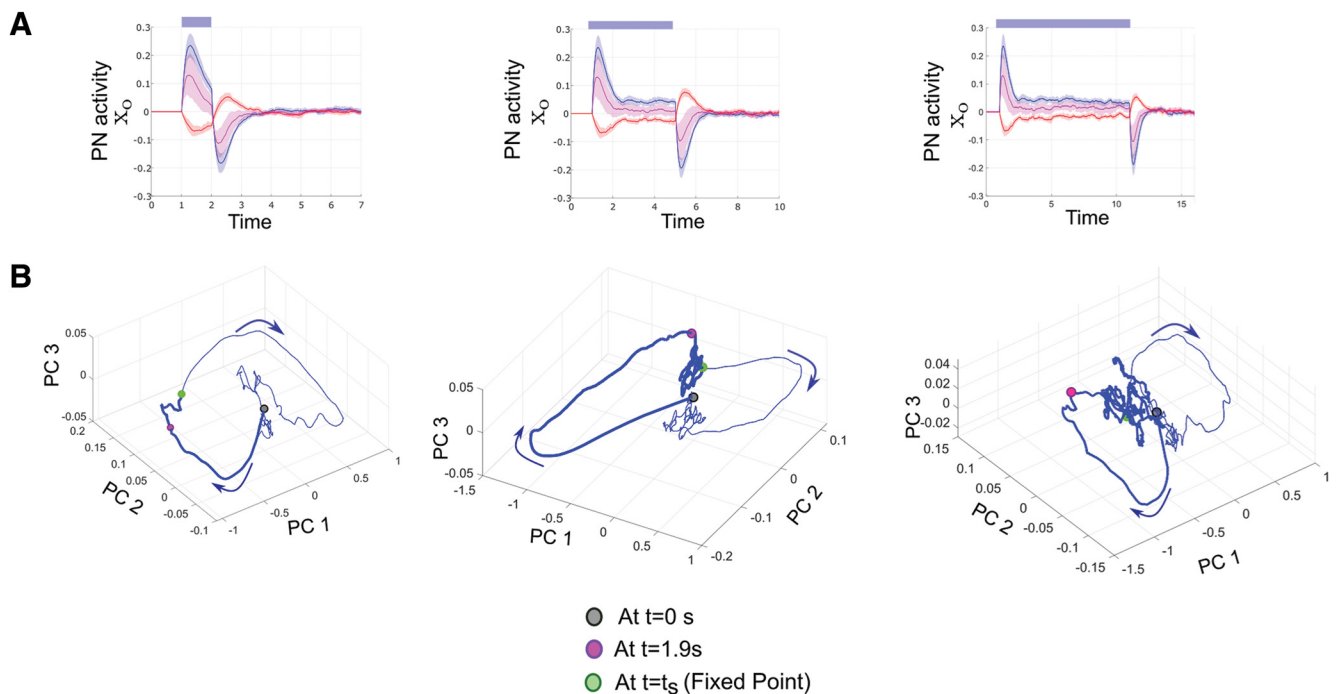 A
PN activity
x₀
0.3
0.2
0.1
0
-0.1
-0.2
-0.3
0 1 2 3 4 5 6 7
Time
PN activity
x₀
0.3
0.2
0.1
0
-0.1
-0.2
-0.3
0 2 4 6 8 10
Time
PN activity
x₀
0.3
0.2
0.1
0
-0.1
-0.2
-0.3
0 5 10 15
Time
B
PC 3
0.05
0
-0.05
PC 2
0.2
0.15
0.1
0.05
0
-0.05
-0.1
PC 1
-1
-0.5
0
0.5
1
PC 3
0.05
0
-0.05
PC 1
-1.5
-1
-0.5
0
0.5
1
PC 2
-0.2
-0.1
0
0.1
PC 3
0.04
0.02
0
-0.02
PC 2
0.15
0.1
0.05
0
-0.05
-0.1
-0.15
PC 1
-1.5
-1
-0.5
0
0.5
1
At t=0 s
At t=1.9s
At t=tₛ (Fixed Point)